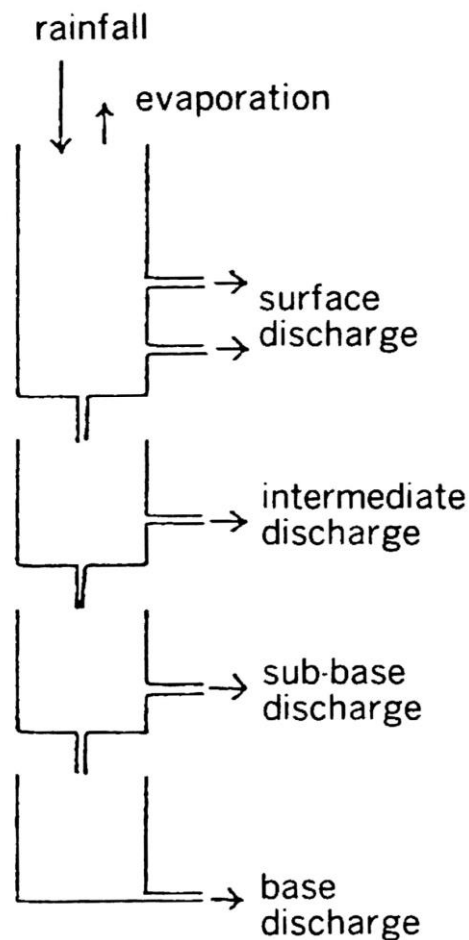 rainfall
evaporation
surface
discharge
intermediate
discharge
sub-base
discharge
base
discharge